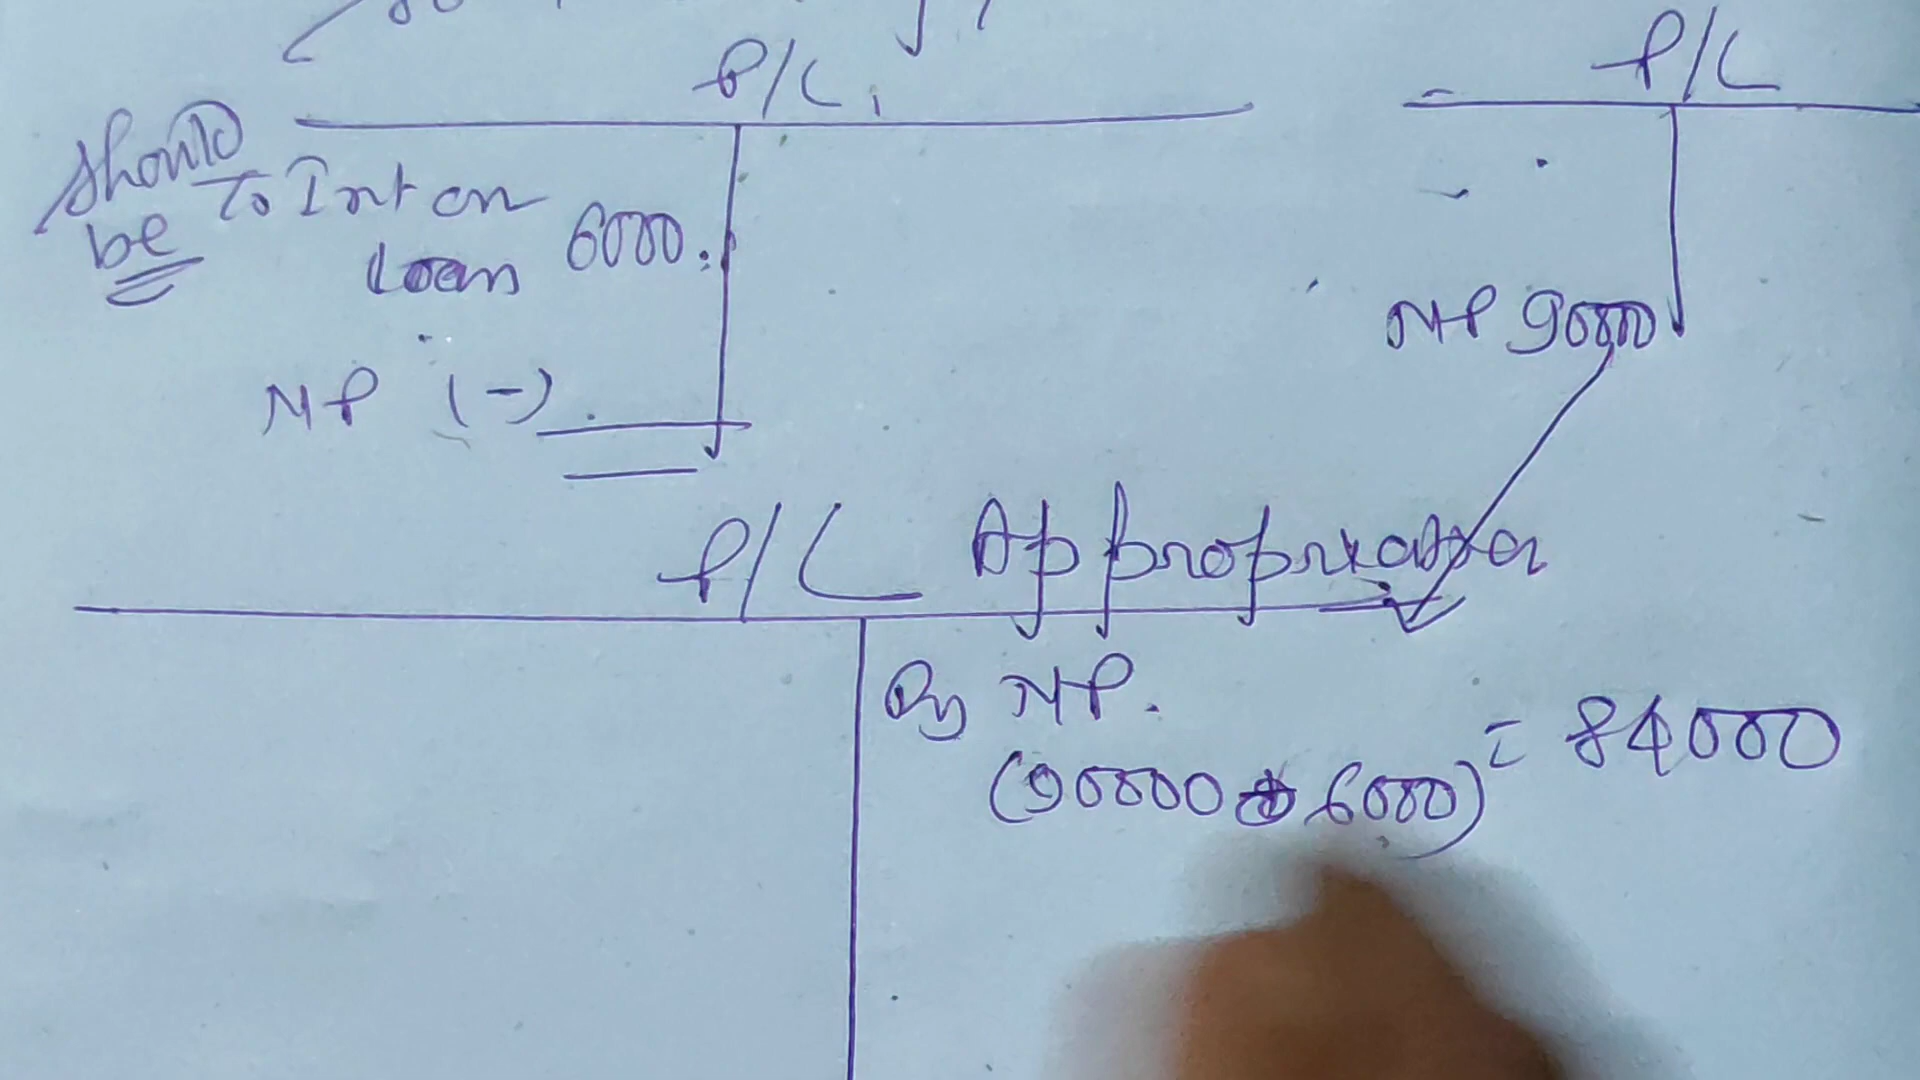 P/L
P/L
Should be
To Int on
Loan 6000.
NP 9000
NP (-).
P/L Appropriation
By NP.
(90000 - 6000) = 84000